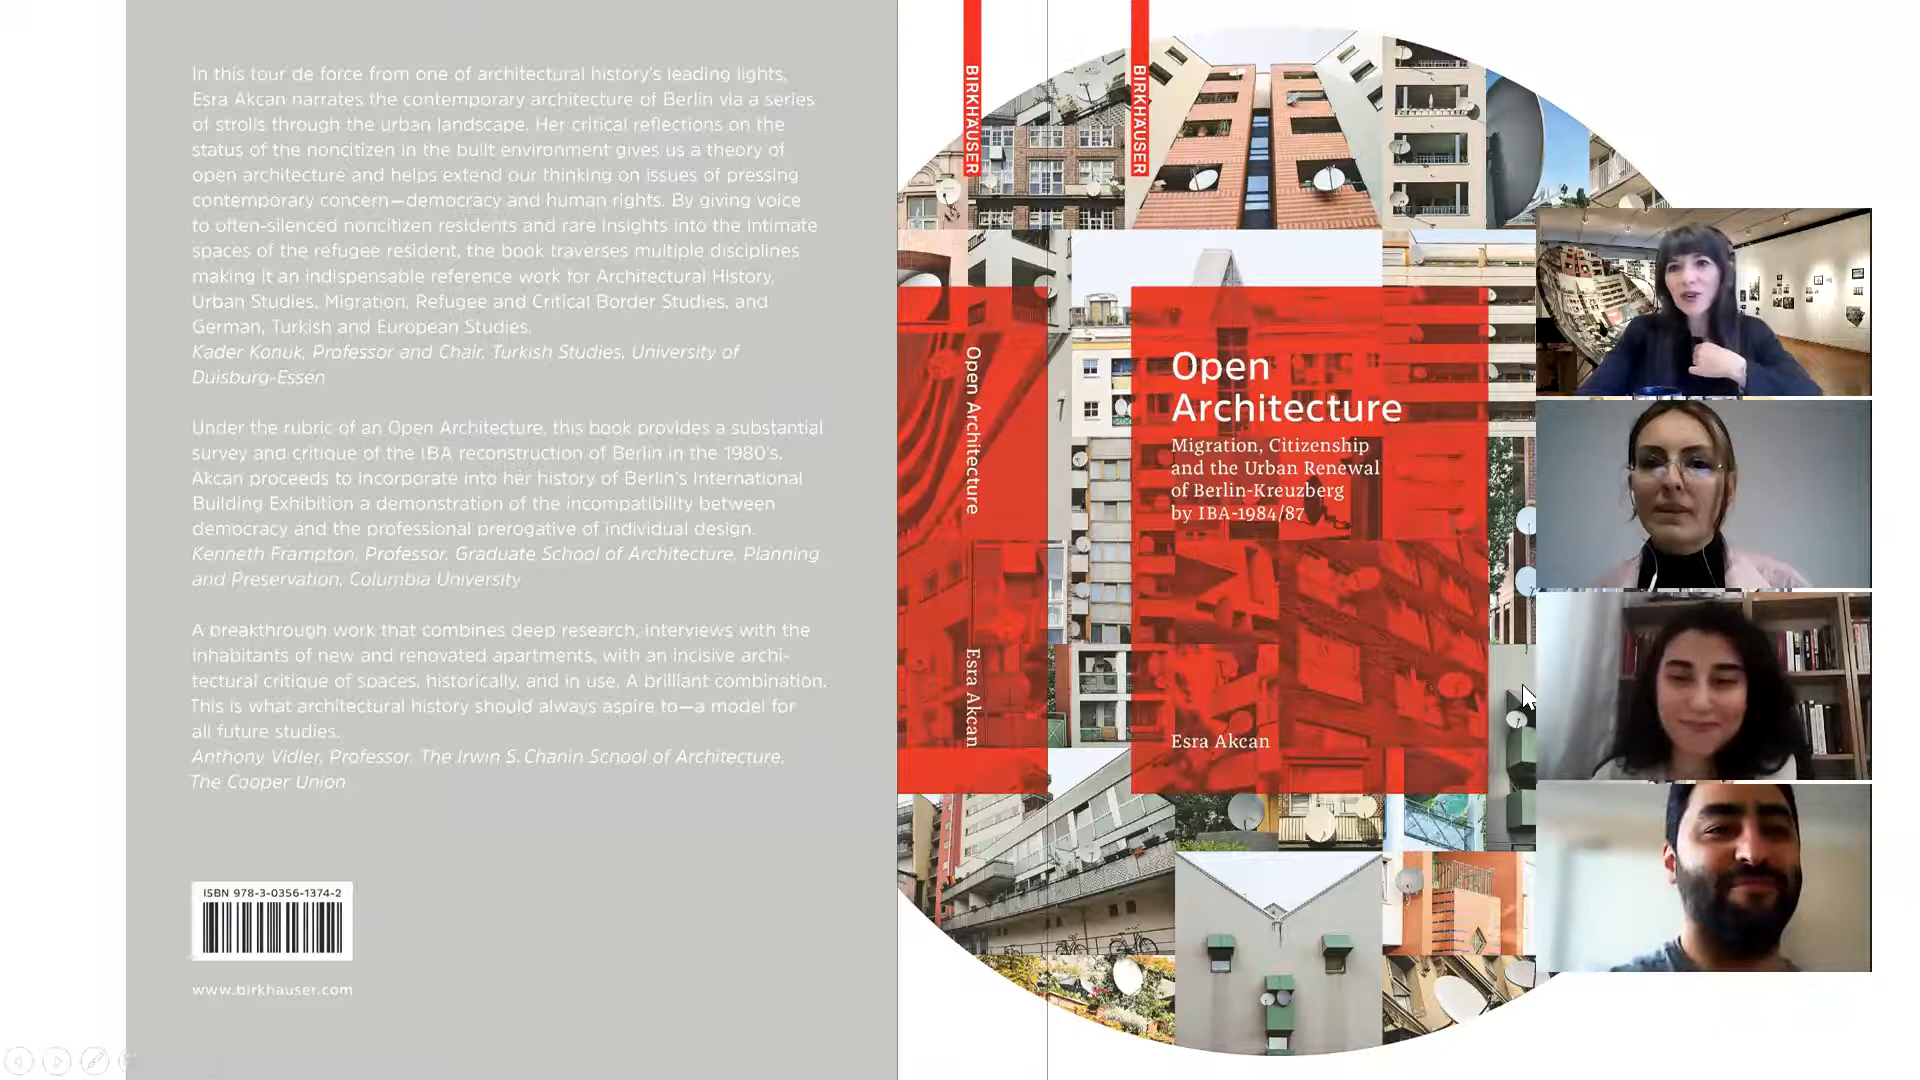 In this tour de force from one of architectural history's leading lights,
Esra Akcan narrates the contemporary architecture of Berlin via a series
of strolls through the urban landscape. Her critical reflections on the
status of the noncitizen in the built environment gives us a theory of
open architecture and helps extend our thinking on issues of pressing
contemporary concern—democracy and human rights. By giving voice
to often-silenced noncitizen residents and rare insights into the intimate
spaces of the refugee resident, the book traverses multiple disciplines
making it an indispensable reference work for Architectural History,
Urban Studies, Migration, Refugee and Critical Border Studies, and
German, Turkish and European Studies.
Kader Konuk, Professor and Chair, Turkish Studies, University of
Duisburg-Essen
Under the rubric of an Open Architecture, this book provides a substantial
survey and critique of the IBA reconstruction of Berlin in the 1980's.
Akcan proceeds to incorporate into her history of Berlin's International
Building Exhibition a demonstration of the incompatibility between
democracy and the professional prerogative of individual design.
Kenneth Frampton, Professor, Graduate School of Architecture, Planning
and Preservation, Columbia University
A breakthrough work that combines deep research, interviews with the
inhabitants of new and renovated apartments, with an incisive archi-
tectural critique of spaces, historically, and in use. A brilliant combination.
This is what architectural history should always aspire to—a model for
all future studies.
Anthony Vidler, Professor, The Irwin S. Chanin School of Architecture,
The Cooper Union
ISBN 978-3-0356-1374-2
www.birkhauser.com
BIRKHÄUSER
Open Architecture
Esra Akcan
BIRKHÄUSER
Open
Architecture
Migration, Citizenship
and the Urban Renewal
of Berlin-Kreuzberg
by IBA-1984/87
Esra Akcan